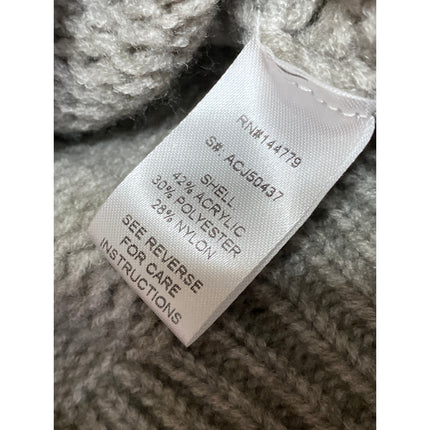 RN#144779
S# ACJ50437
SHELL
42% ACRYLIC
30% POLYESTER
28% NYLON
SEE REVERSE
FOR CARE
INSTRUCTIONS